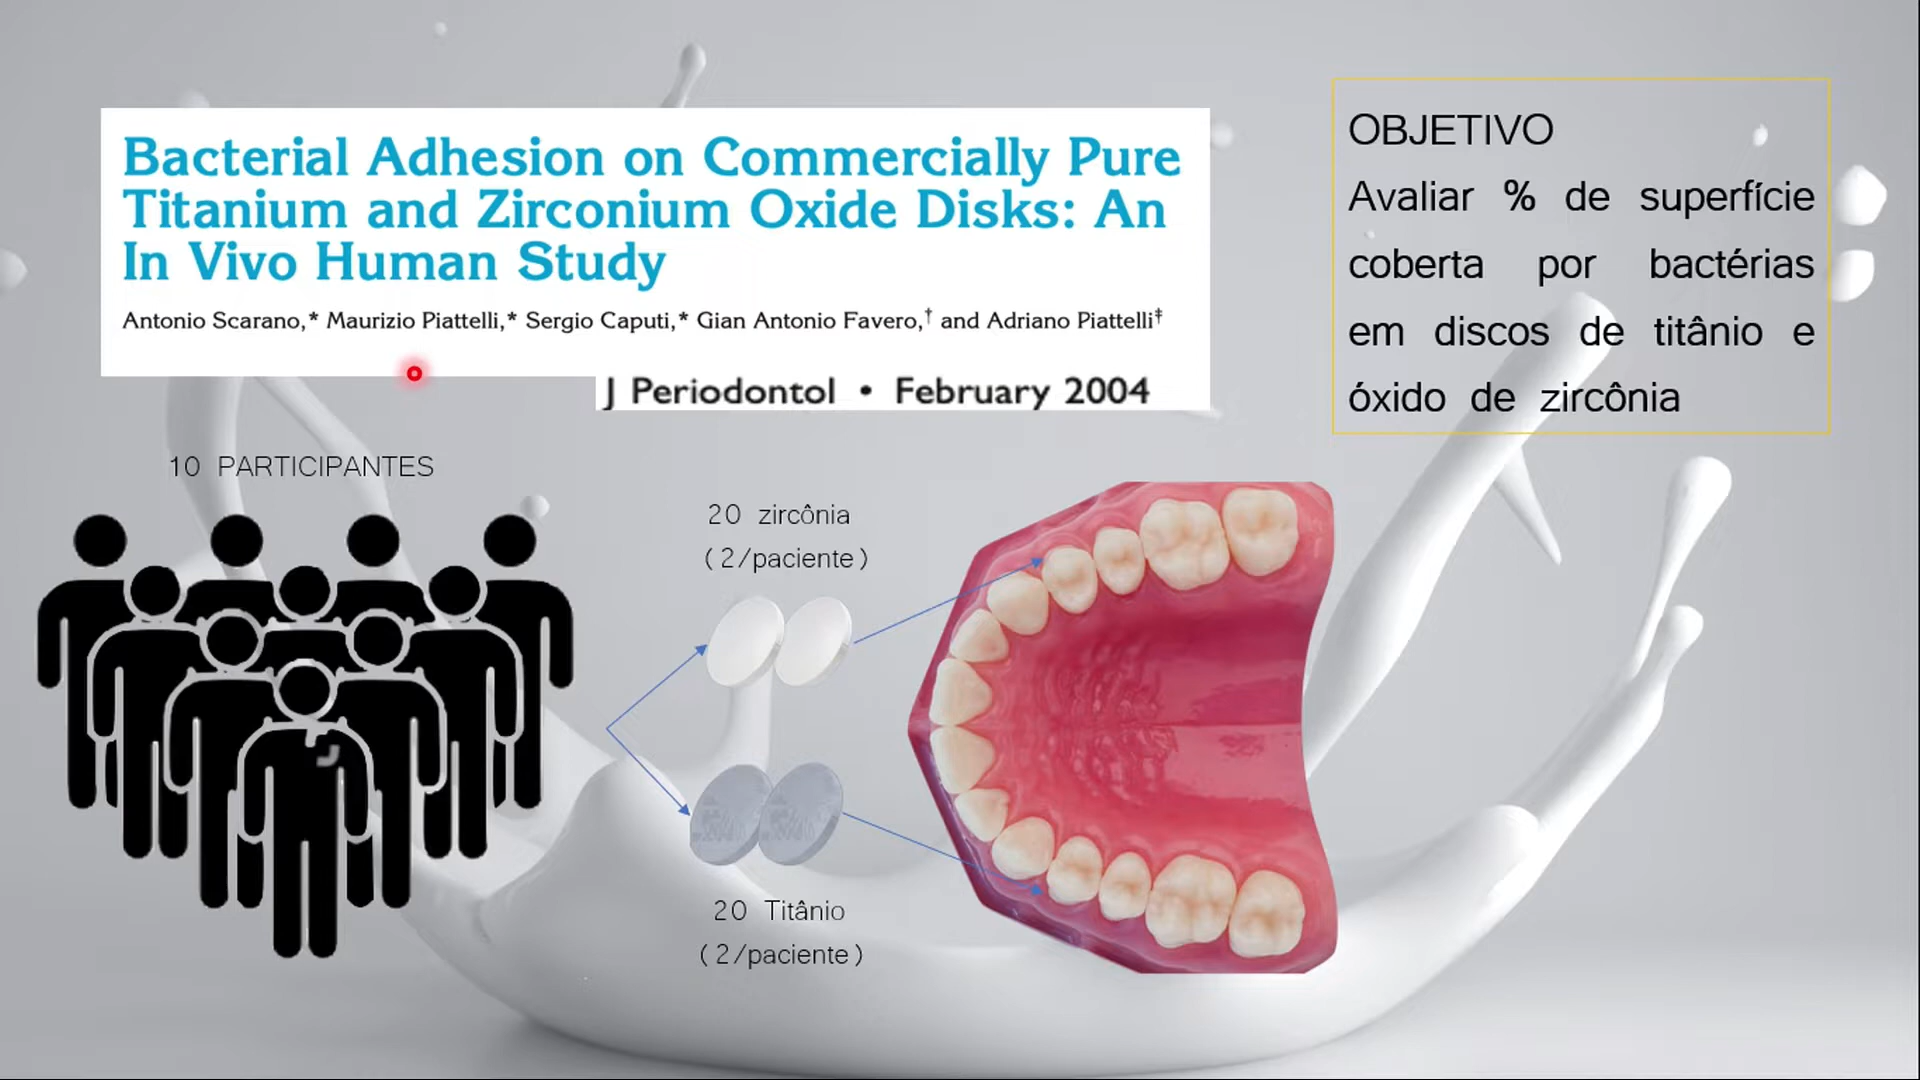 Bacterial Adhesion on Commercially Pure
Titanium and Zirconium Oxide Disks: An
In Vivo Human Study
Antonio Scarano,* Maurizio Piattelli,* Sergio Caputi,* Gian Antonio Favero,† and Adriano Piattelli‡
J Periodontol • February 2004
OBJETIVO
Avaliar % de superfície
coberta por bactérias
em discos de titânio e
óxido de zircônia
10 PARTICIPANTES
20 zircônia
(2/paciente)
20 Titânio
(2/paciente)